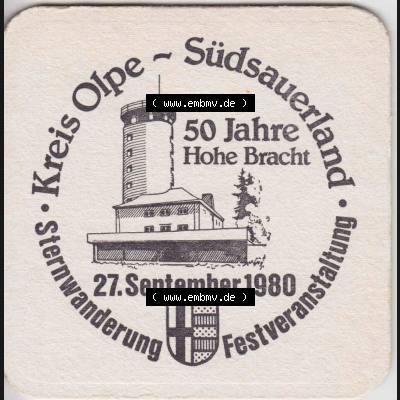 Kreis Olpe ~ Südsauerland
( www.embmv.de )
50 Jahre
Hohe Bracht
27. September 1980
( www.embmv.de )
Sternwanderung · Festveranstaltung